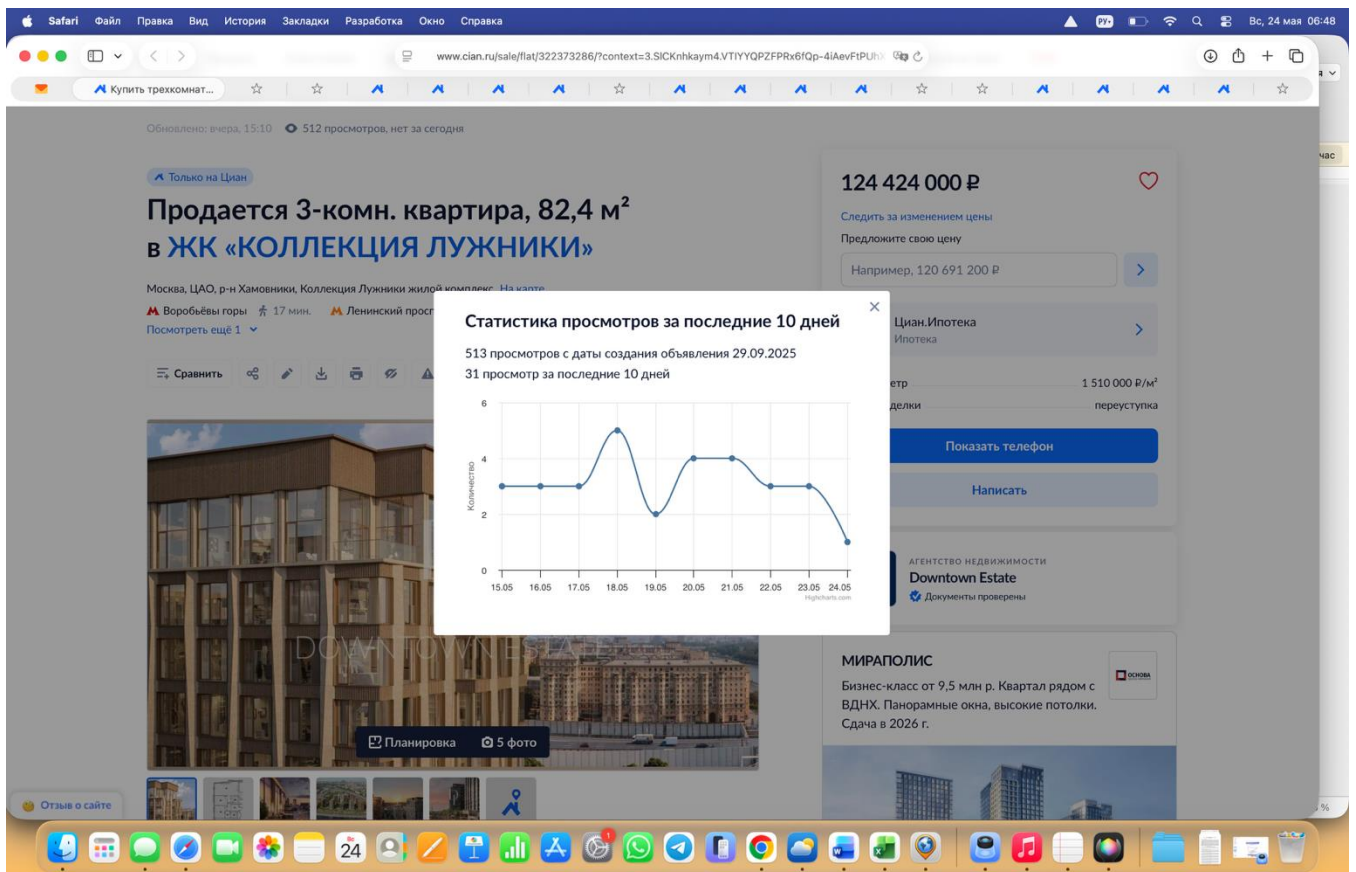 Safari Файл Правка Вид История Закладки Разработка Окно Справка
РУ
Вс, 24 мая 06:48
www.cian.ru/sale/flat/322373286/?context=3.SICKnhkaym4.VTIYYQPZFPRx6fQp-4iAevFtPUh
Купить трехкомнат...
час
Обновлено: вчера, 15:10 512 просмотров, нет за сегодня
Только на Циан
Продается 3-комн. квартира, 82,4 м²
в ЖК «КОЛЛЕКЦИЯ ЛУЖНИКИ»
Москва, ЦАО, р-н Хамовники, Коллекция Лужники жилой комплекс На карте
Воробьёвы горы 17 мин. Ленинский просп
Посмотреть ещё 1
Сравнить
124 424 000 ₽
Следить за изменением цены
Предложите свою цену
Например, 120 691 200 ₽
Циан.Ипотека
Ипотека
етр 1 510 000 ₽/м²
делки переуступка
Показать телефон
Написать
Статистика просмотров за последние 10 дней
513 просмотров с даты создания объявления 29.09.2025
31 просмотр за последние 10 дней
Количество
6
4
2
0
15.05 16.05 17.05 18.05 19.05 20.05 21.05 22.05 23.05 24.05
Highcharts.com
АГЕНТСТВО НЕДВИЖИМОСТИ
Downtown Estate
Документы проверены
DOWNTOWN ESTATE
Планировка 5 фото
МИРАПОЛИС
ОСНОВА
Бизнес-класс от 9,5 млн р. Квартал рядом с
ВДНХ. Панорамные окна, высокие потолки.
Сдача в 2026 г.
Отзыв о сайте
%
24
1